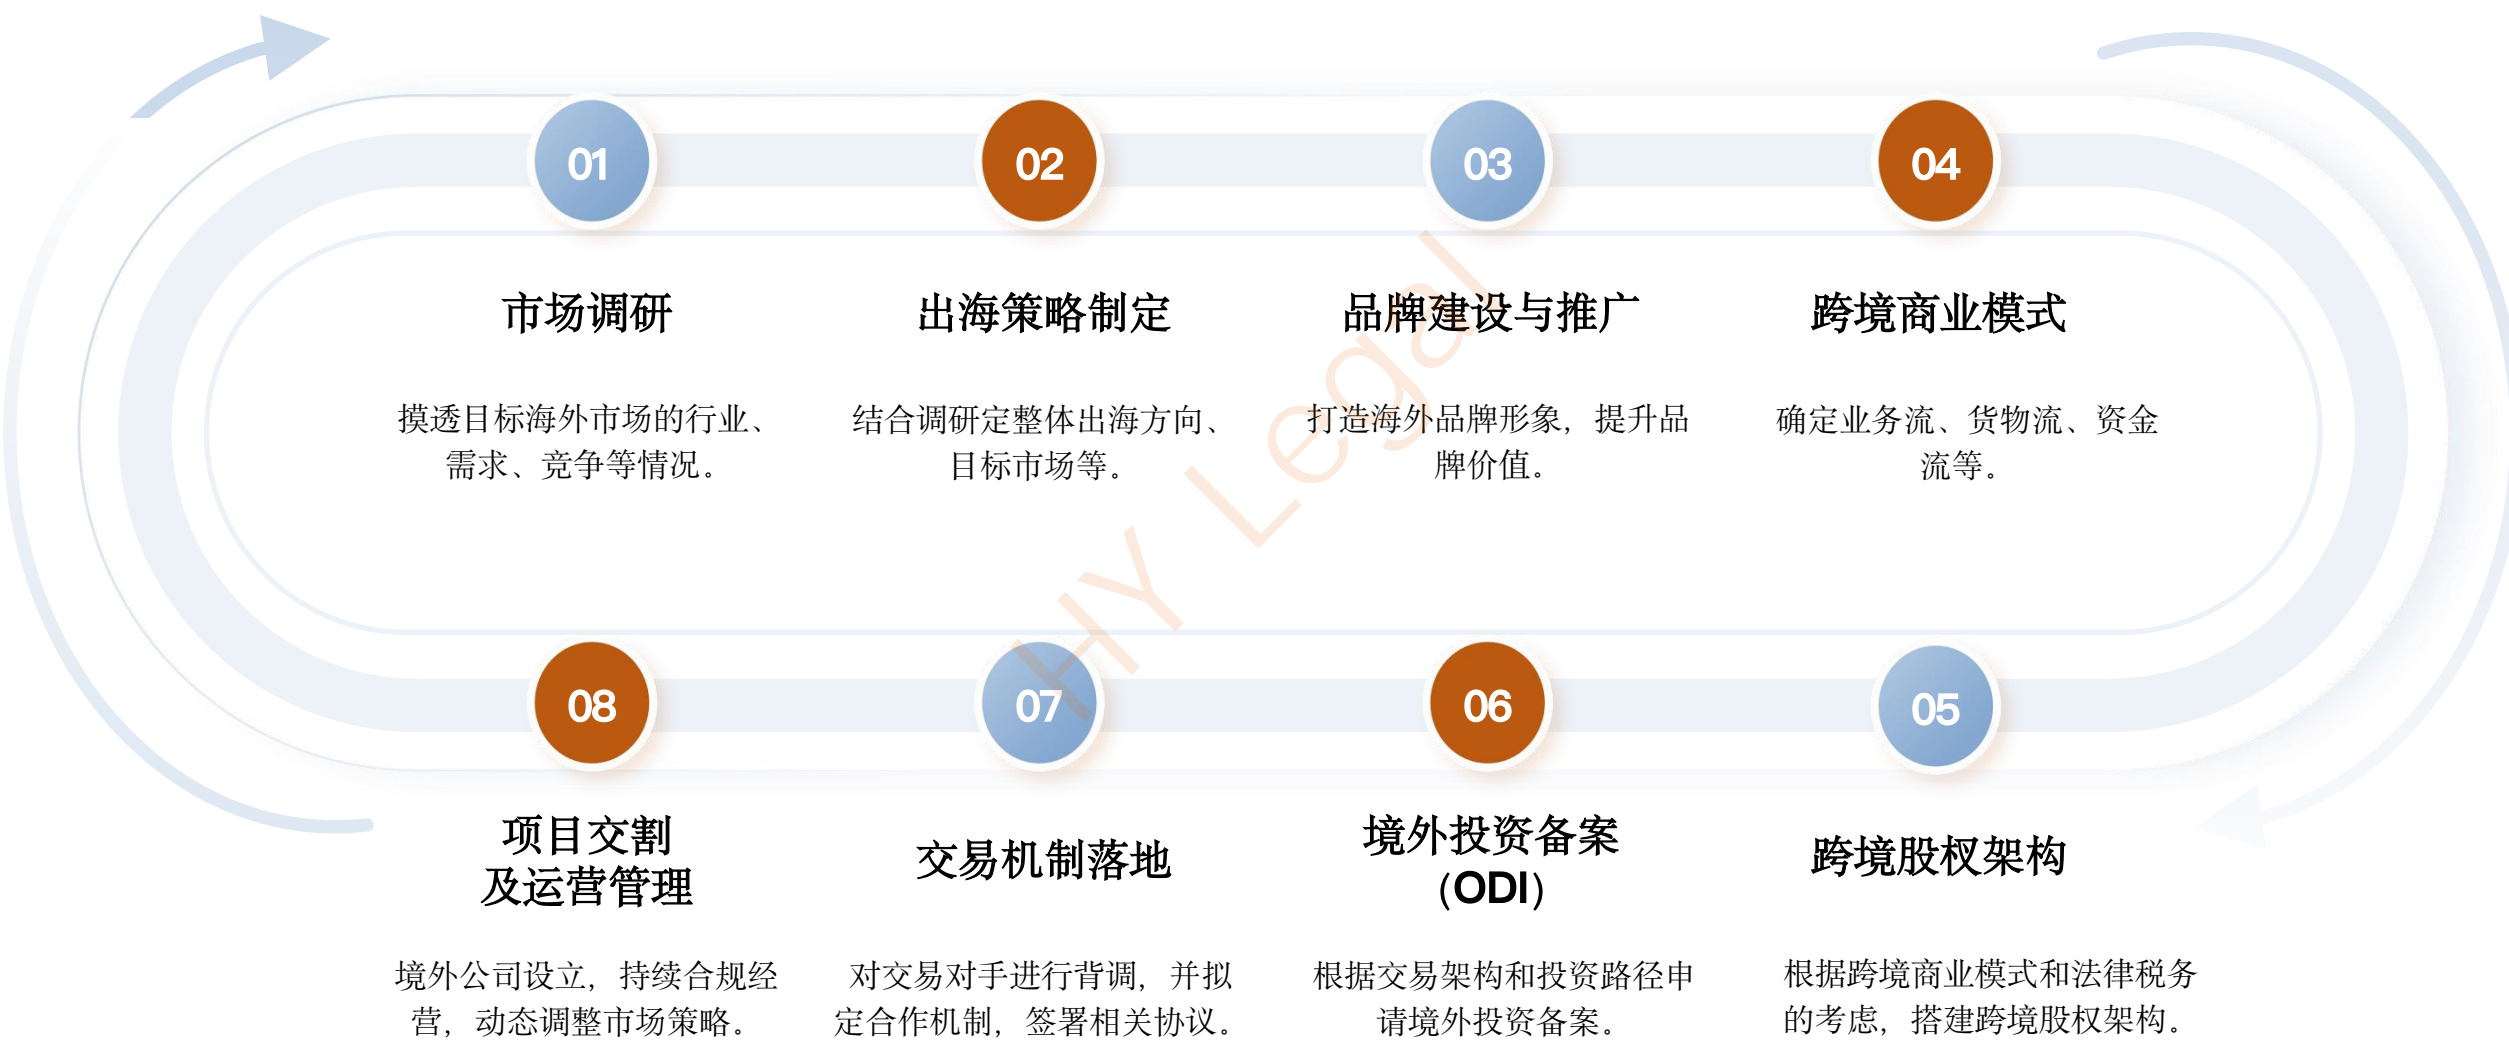 01
02
03
04
市场调研
出海策略制定
品牌建设与推广
跨境商业模式
摸透目标海外市场的行业、
需求、竞争等情况。
结合调研定整体出海方向、
目标市场等。
打造海外品牌形象，提升品
牌价值。
确定业务流、货物流、资金
流等。
HY Legal
08
07
06
05
项目交割
及运营管理
交易机制落地
境外投资备案
（ODI）
跨境股权架构
境外公司设立，持续合规经
营，动态调整市场策略。
对交易对手进行背调，并拟
定合作机制，签署相关协议。
根据交易架构和投资路径申
请境外投资备案。
根据跨境商业模式和法律税务
的考虑，搭建跨境股权架构。